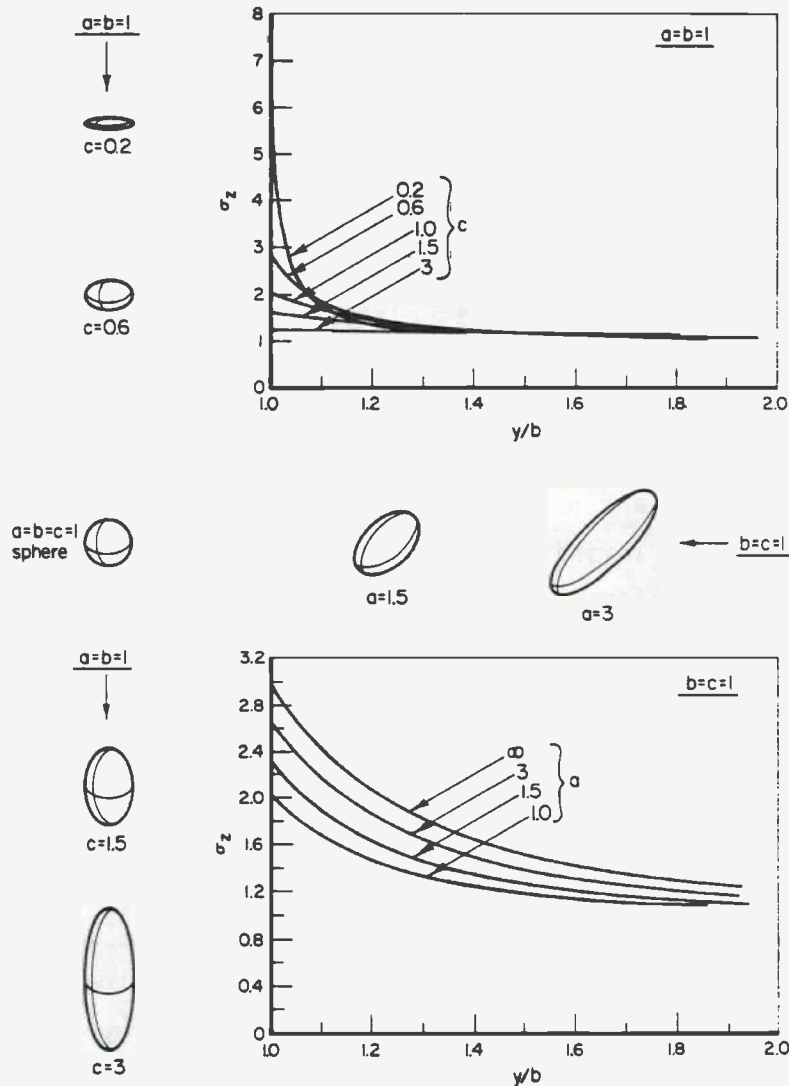 a=b=1
c=0.2
c=0.6
a=b=1
8
7
6
5
4
3
2
1
0
σz
0.2
0.6
1.0
1.5
3
c
1.0
1.2
1.4
1.6
1.8
2.0
y/b
a=b=c=1
sphere
a=1.5
a=3
b=c=1
a=b=1
c=1.5
c=3
b=c=1
3.2
2.8
2.4
2.0
1.6
1.2
0.8
0.4
0
σz
∞
3
1.5
1.0
a
1.0
1.2
1.4
1.6
1.8
2.0
y/b